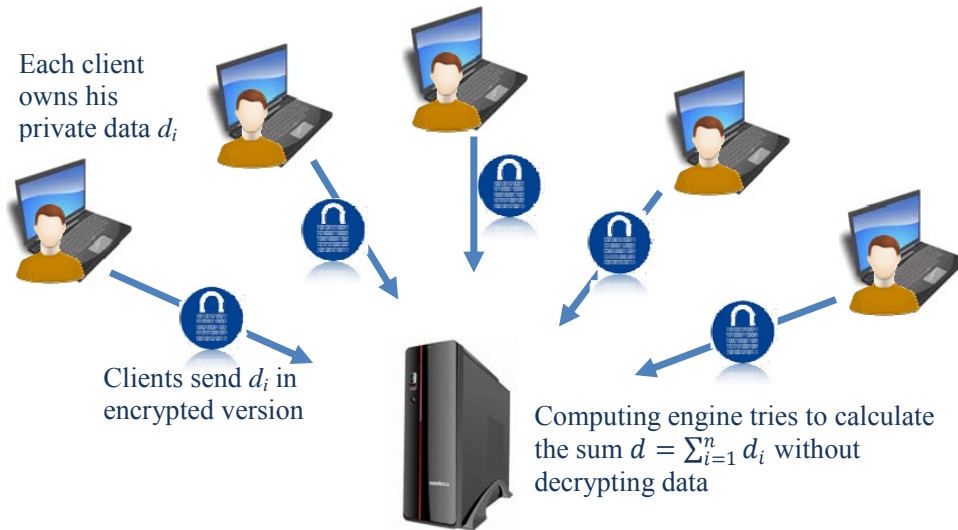 Each client
owns his
private data d_i
Clients send d_i in
encrypted version
Computing engine tries to calculate
the sum d = ∑_{i=1}^{n} d_i without
decrypting data